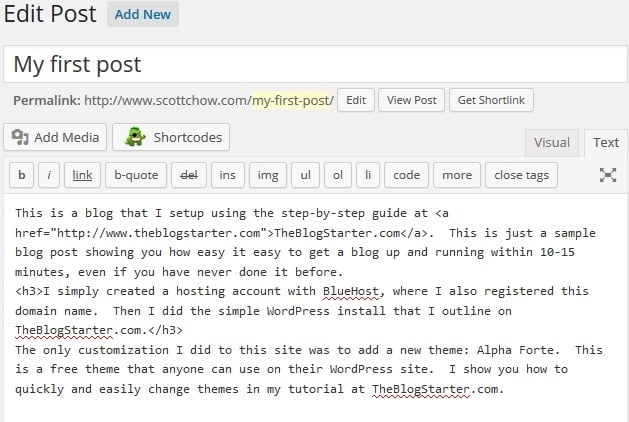 Edit Post Add New
My first post
Permalink: http://www.scottchow.com/my-first-post/ Edit View Post Get Shortlink
Add Media Shortcodes Visual Text
b i link b-quote del ins img ul ol li code more close tags
This is a blog that I setup using the step-by-step guide at <a
href="http://www.theblogstarter.com">TheBlogStarter.com</a>.  This is just a sample
blog post showing you how easy it easy to get a blog up and running within 10-15
minutes, even if you have never done it before.
<h3>I simply created a hosting account with BlueHost, where I also registered this
domain name.  Then I did the simple WordPress install that I outline on
TheBlogStarter.com.</h3>
The only customization I did to this site was to add a new theme: Alpha Forte.  This
is a free theme that anyone can use on their WordPress site.  I show you how to
quickly and easily change themes in my tutorial at TheBlogStarter.com.